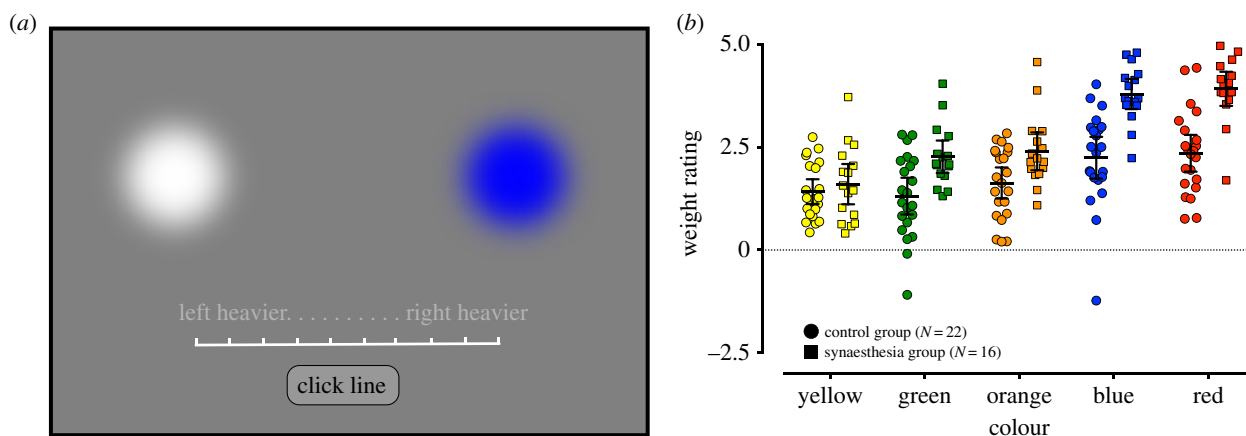 (a)
left heavier. . . . . . . . . . right heavier
click line
(b)
weight rating
5.0
2.5
0
–2.5
control group (N = 22)
synaesthesia group (N = 16)
yellow green orange blue red
colour